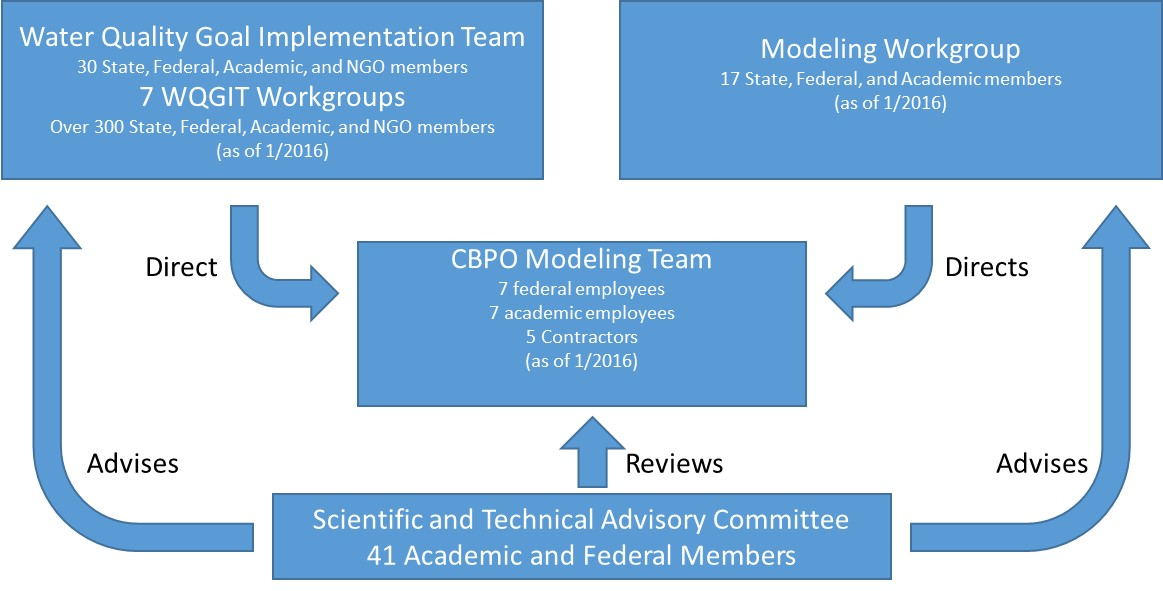 Water Quality Goal Implementation Team
30 State, Federal, Academic, and NGO members
7 WQGIT Workgroups
Over 300 State, Federal, Academic, and NGO members
(as of 1/2016)
Modeling Workgroup
17 State, Federal, and Academic members
(as of 1/2016)
Direct
Directs
CBPO Modeling Team
7 federal employees
7 academic employees
5 Contractors
(as of 1/2016)
Advises
Reviews
Advises
Scientific and Technical Advisory Committee
41 Academic and Federal Members